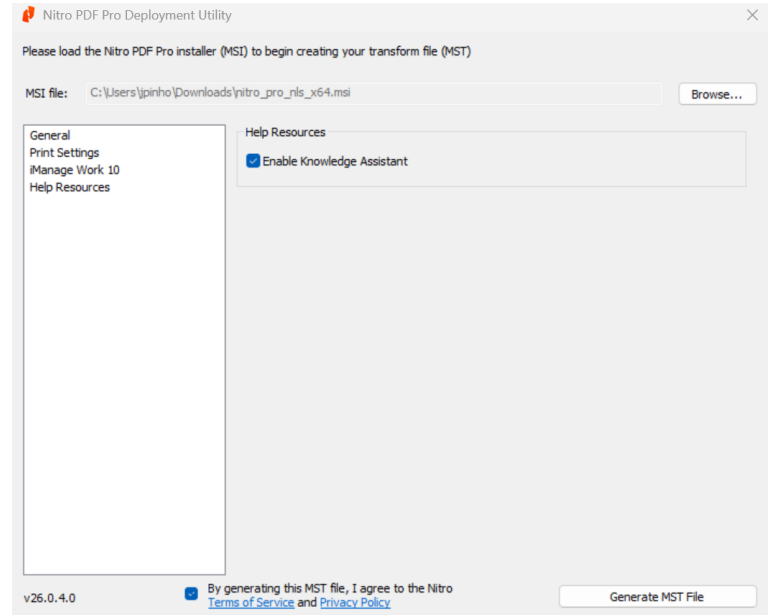 Nitro PDF Pro Deployment Utility
Please load the Nitro PDF Pro installer (MSI) to begin creating your transform file (MST)
MSI file: C:\Users\jpinho\Downloads\nitro_pro_nls_x64.msi Browse...
General
Print Settings
iManage Work 10
Help Resources
Help Resources
Enable Knowledge Assistant
v26.0.4.0
By generating this MST file, I agree to the Nitro
Terms of Service and Privacy Policy
Generate MST File